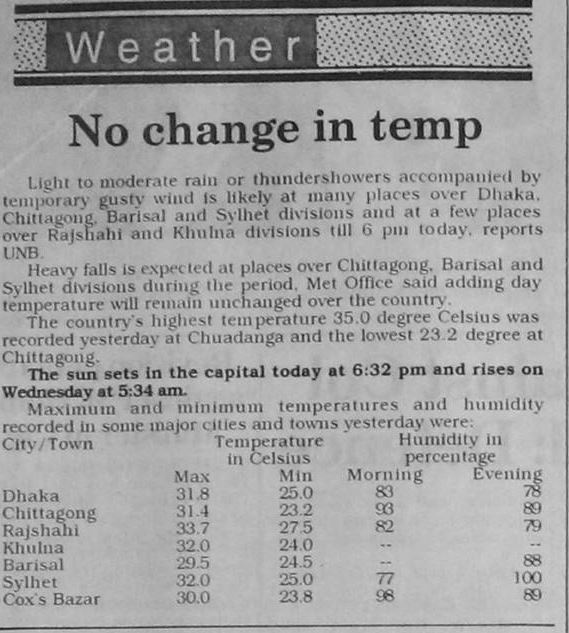 Weather
No change in temp
Light to moderate rain or thundershowers accompanied by
temporary gusty wind is likely at many places over Dhaka,
Chittagong, Barisal and Sylhet divisions and at a few places
over Rajshahi and Khulna divisions till 6 pm today, reports
UNB.
Heavy falls is expected at places over Chittagong, Barisal and
Sylhet divisions during the period, Met Office said adding day
temperature will remain unchanged over the country.
The country's highest temperature 35.0 degree Celsius was
recorded yesterday at Chuadanga and the lowest 23.2 degree at
Chittagong.
The sun sets in the capital today at 6:32 pm and rises on
Wednesday at 5:34 am.
Maximum and minimum temperatures and humidity
recorded in some major cities and towns yesterday were:
City/Town Temperature Humidity in
in Celsius percentage
Max Min Morning Evening
Dhaka 31.8 25.0 83 78
Chittagong 31.4 23.2 93 89
Rajshahi 33.7 27.5 82 79
Khulna 32.0 24.0 -- --
Barisal 29.5 24.5 -- 88
Sylhet 32.0 25.0 77 100
Cox's Bazar 30.0 23.8 98 89